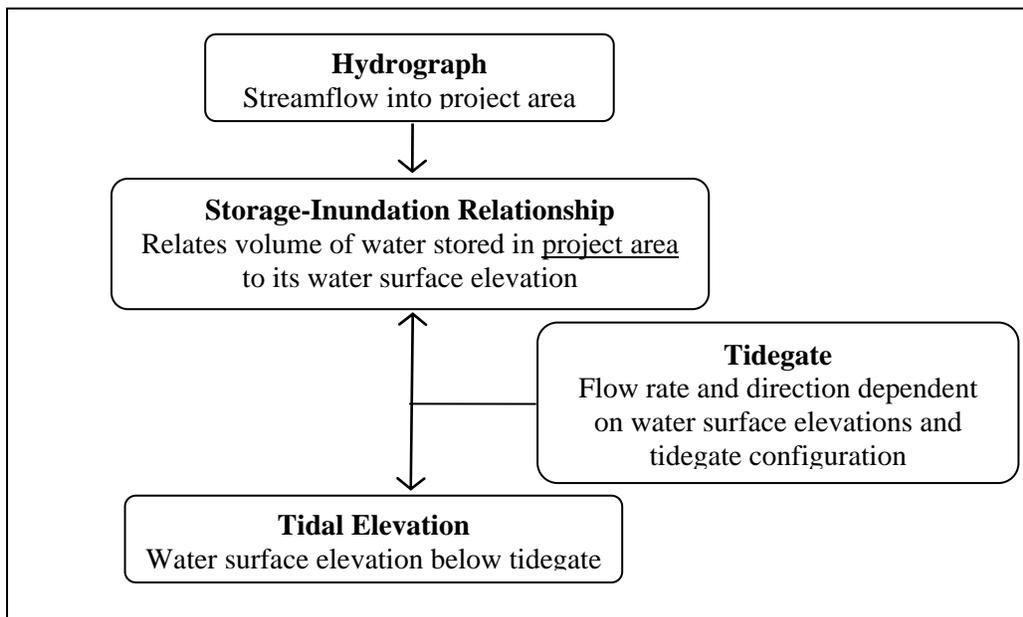 Hydrograph
Streamflow into project area
Storage-Inundation Relationship
Relates volume of water stored in project area
to its water surface elevation
Tidegate
Flow rate and direction dependent
on water surface elevations and
tidegate configuration
Tidal Elevation
Water surface elevation below tidegate